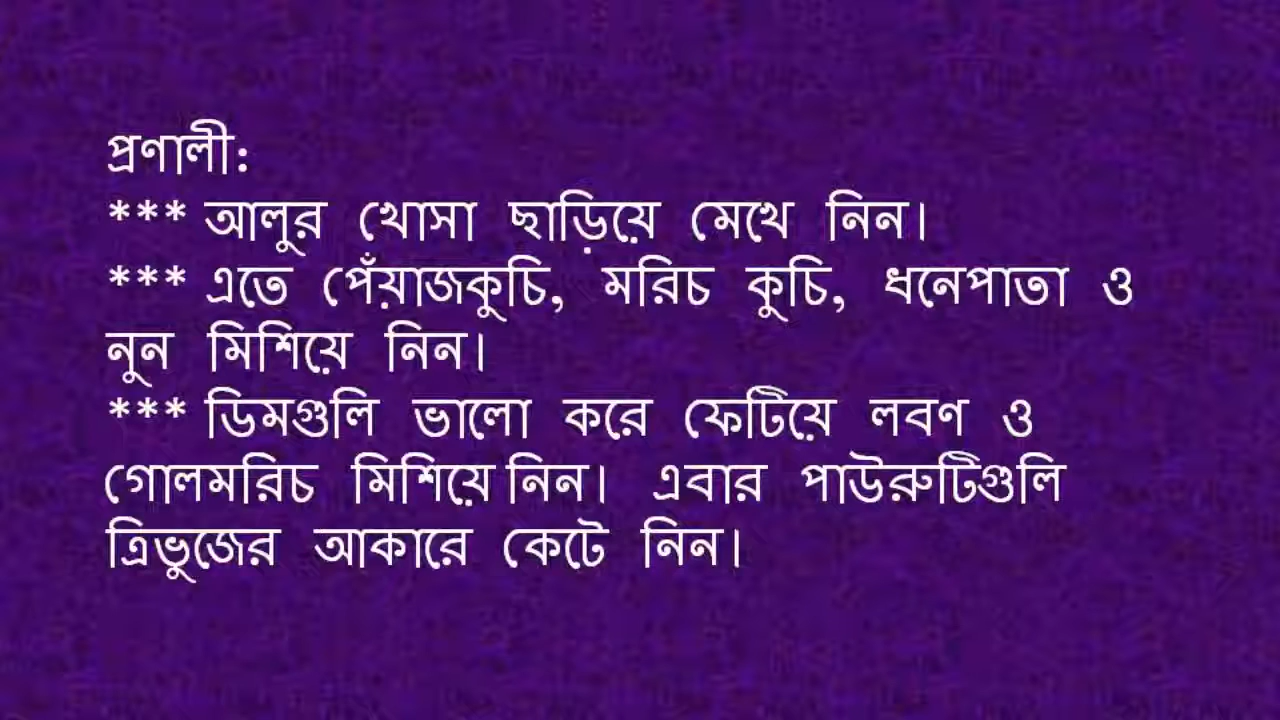 প্রণালী:
*** আলুর খোসা ছাড়িয়ে মেখে নিন।
*** এতে পেঁয়াজকুচি, মরিচ কুচি, ধনেপাতা ও
নুন মিশিয়ে নিন।
*** ডিমগুলি ভালো করে ফেটিয়ে লবণ ও
গোলমরিচ মিশিয়ে নিন। এবার পাউরুটিগুলি
ত্রিভুজের আকারে কেটে নিন।